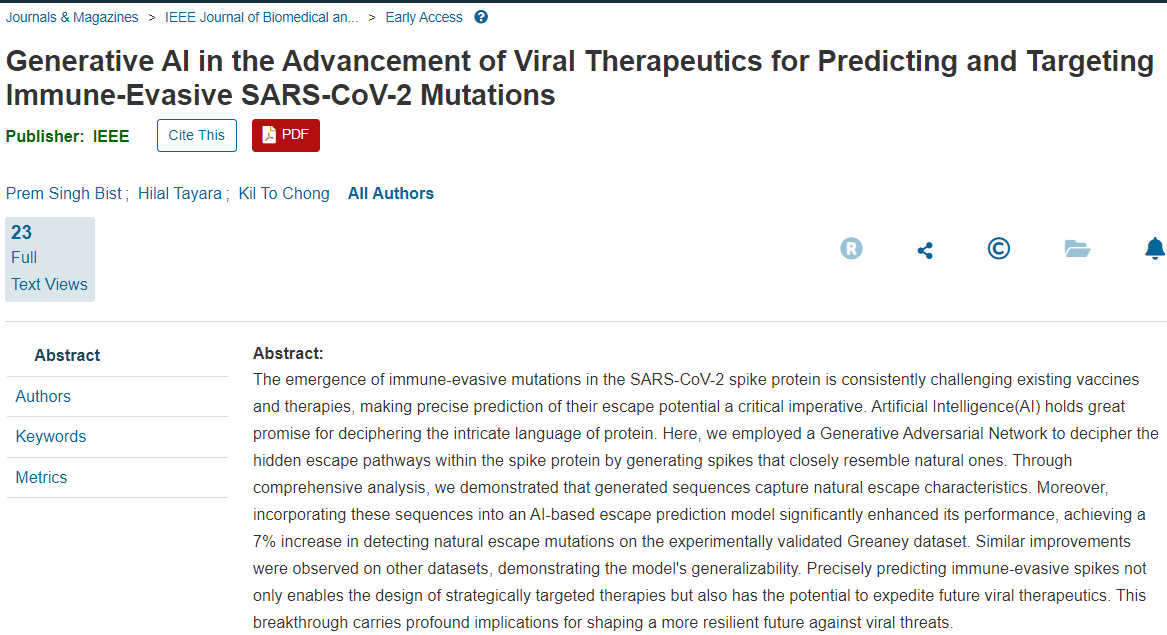 Journals & Magazines > IEEE Journal of Biomedical an... > Early Access ?
Generative AI in the Advancement of Viral Therapeutics for Predicting and Targeting
Immune-Evasive SARS-CoV-2 Mutations
Publisher: IEEE Cite This PDF
Prem Singh Bist ; Hilal Tayara ; Kil To Chong All Authors
23
Full
Text Views
R ©
Abstract
Authors
Keywords
Metrics
Abstract:
The emergence of immune-evasive mutations in the SARS-CoV-2 spike protein is consistently challenging existing vaccines
and therapies, making precise prediction of their escape potential a critical imperative. Artificial Intelligence(AI) holds great
promise for deciphering the intricate language of protein. Here, we employed a Generative Adversarial Network to decipher the
hidden escape pathways within the spike protein by generating spikes that closely resemble natural ones. Through
comprehensive analysis, we demonstrated that generated sequences capture natural escape characteristics. Moreover,
incorporating these sequences into an AI-based escape prediction model significantly enhanced its performance, achieving a
7% increase in detecting natural escape mutations on the experimentally validated Greaney dataset. Similar improvements
were observed on other datasets, demonstrating the model's generalizability. Precisely predicting immune-evasive spikes not
only enables the design of strategically targeted therapies but also has the potential to expedite future viral therapeutics. This
breakthrough carries profound implications for shaping a more resilient future against viral threats.